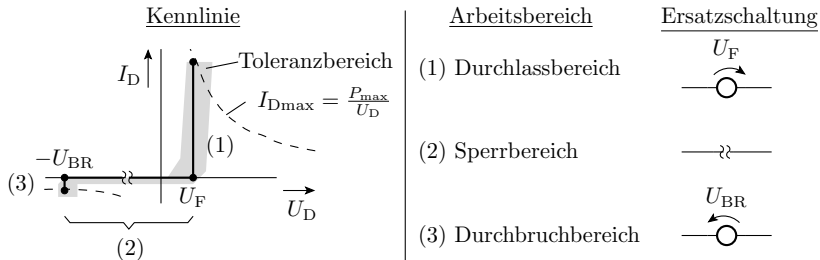 Kennlinie
I_D
Toleranzbereich
I_Dmax = P_max/U_D
(1)
−U_BR
(3)
U_F
U_D
(2)
Arbeitsbereich
Ersatzschaltung
(1) Durchlassbereich
U_F
(2) Sperrbereich
(3) Durchbruchbereich
U_BR